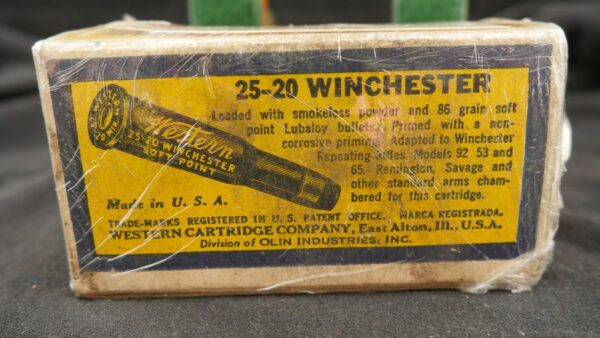 25-20 WINCHESTER
Loaded with smokeless powder and 86 grain soft
point Lubaloy bullets. Primed with a non-
corrosive priming. Adapted to Winchester
Repeating Rifles, Models 92 53 and
65, Remington, Savage and
other standard arms cham-
bered for this cartridge.
Western
25-20 WINCHESTER
SOFT POINT
Made in U. S. A.
TRADE-MARKS REGISTERED IN U. S. PATENT OFFICE. MARCA REGISTRADA.
WESTERN CARTRIDGE COMPANY, East Alton, Ill., U.S.A.
Division of OLIN INDUSTRIES, INC.